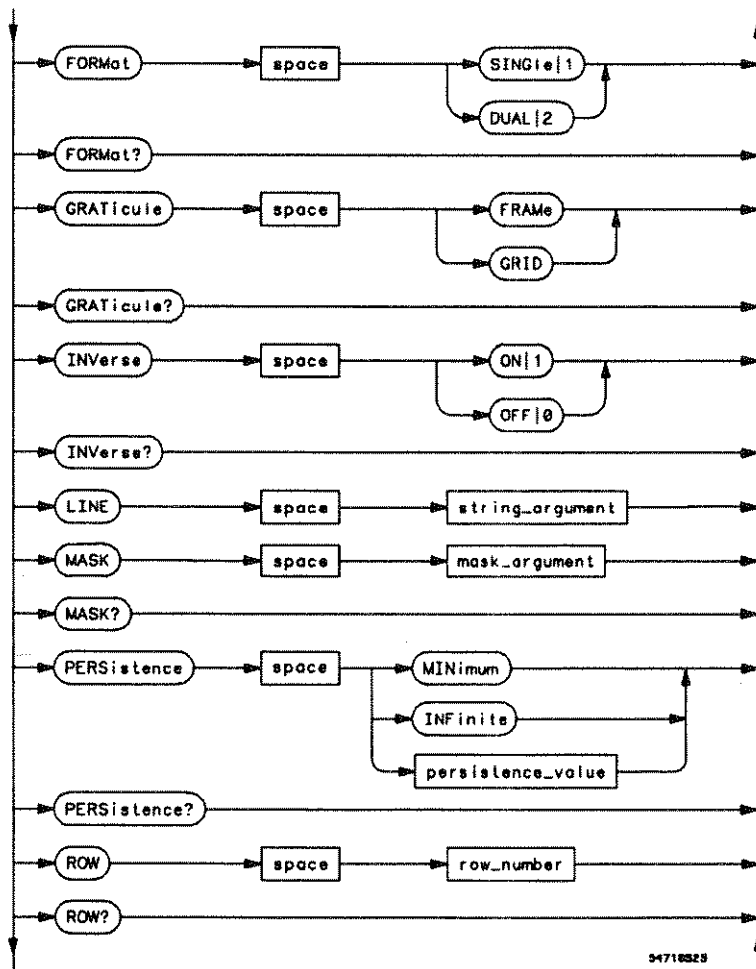 FORMat space SINGle|1
DUAL|2
FORMat?
GRATicule space FRAMe
GRID
GRATicule?
INVerse space ON|1
OFF|0
INVerse?
LINE space string_argument
MASK space mask_argument
MASK?
PERSistence space MINimum
INFinite
persistence_value
PERSistence?
ROW space row_number
ROW?